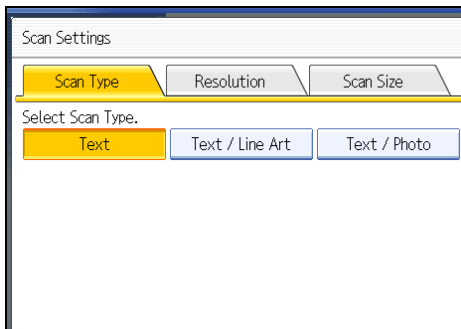 Scan Settings
Scan Type Resolution Scan Size
Select Scan Type.
Text Text / Line Art Text / Photo